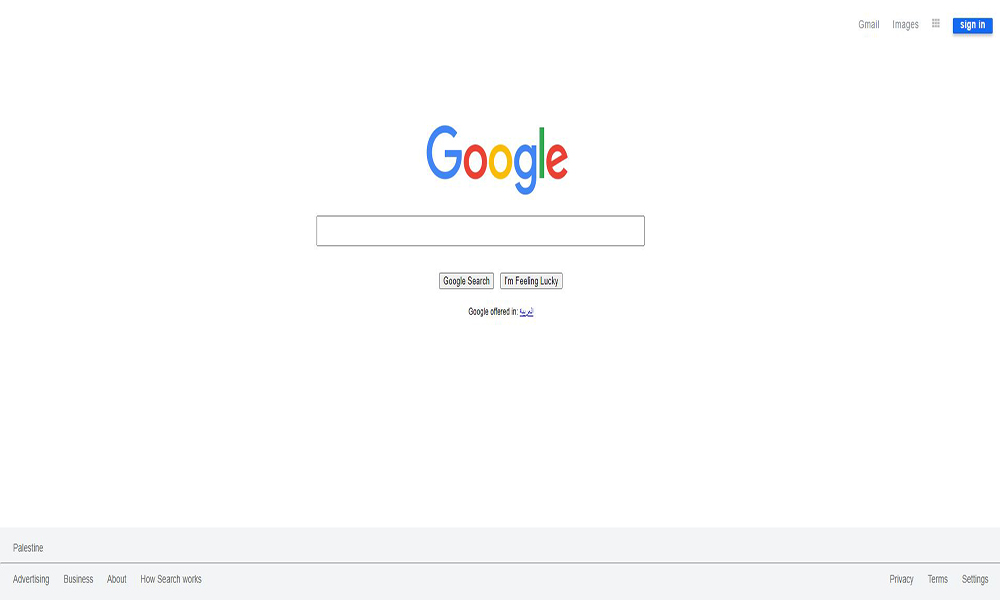 Gmail Images sign in
Google
Google Search I'm Feeling Lucky
Google offered in: العربية
Palestine
Advertising Business About How Search works Privacy Terms Settings